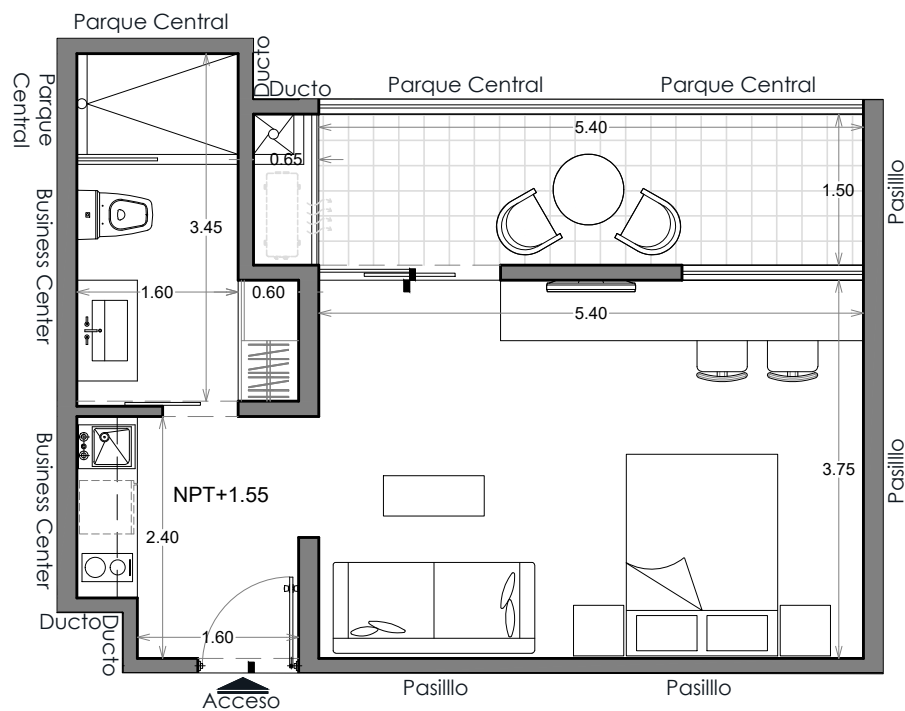 Parque Central
Ducto
Ducto
Parque Central
Parque Central
Parque
Central
5.40
0.65
1.50
Pasilllo
3.45
Business Center
1.60
0.60
5.40
Business Center
3.75
Pasilllo
NPT+1.55
2.40
Ducto
Ducto
1.60
Acceso
Pasilllo
Pasilllo